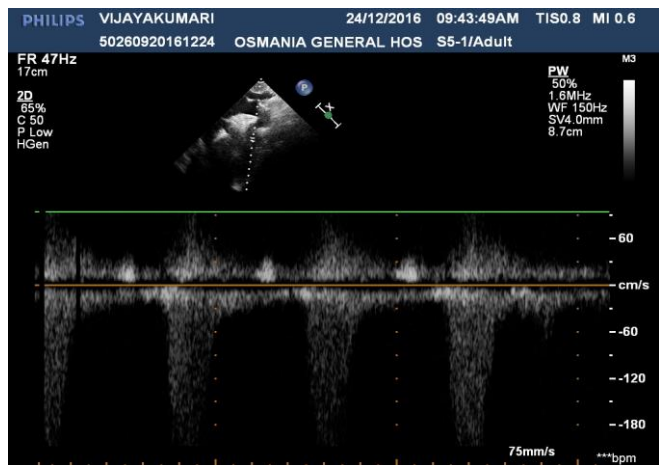 PHILIPS VIJAYAKUMARI 24/12/2016 09:43:49AM TIS0.8 MI 0.6
50260920161224 OSMANIA GENERAL HOS S5-1/Adult
FR 47Hz
17cm
2D
65%
C 50
P Low
HGen
P
M3
PW
50%
1.6MHz
WF 150Hz
SV4.0mm
8.7cm
60
cm/s
-60
-120
-180
75mm/s
***bpm